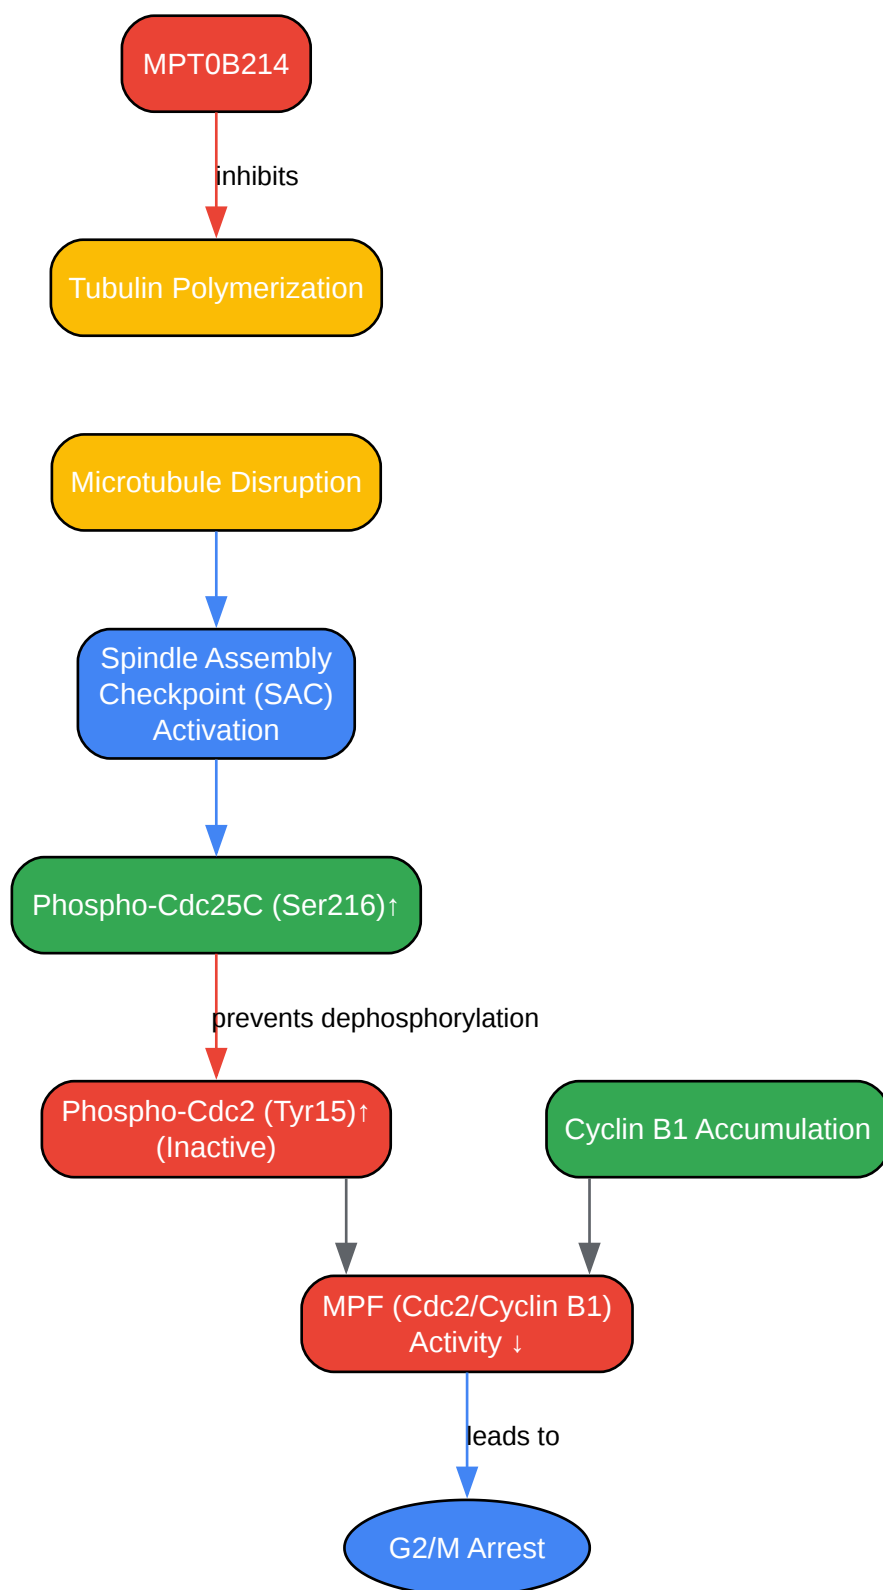 MPT0B214
inhibits
Tubulin Polymerization
Microtubule Disruption
Spindle Assembly
Checkpoint (SAC)
Activation
Phospho-Cdc25C (Ser216)↑
prevents dephosphorylation
Phospho-Cdc2 (Tyr15)↑
(Inactive)
Cyclin B1 Accumulation
MPF (Cdc2/Cyclin B1)
Activity ↓
leads to
G2/M Arrest